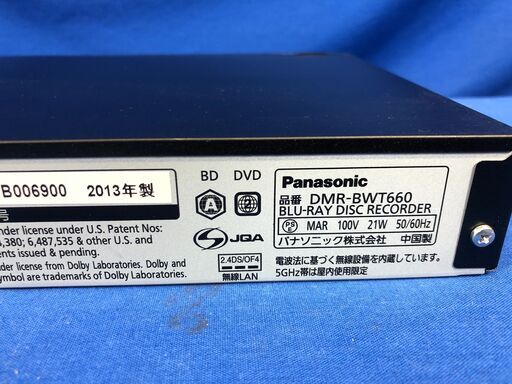 B006900 2013年製
号
nder license under U.S. Patent Nos:
4,380; 6,487,535 & other U.S. and
ents issued & pending.
nder license from Dolby Laboratories. Dolby and
symbol are trademarks of Dolby Laboratories.
BD DVD
A
2
JQA
2.4DS/OF4
無線LAN
Panasonic
品番 DMR-BWT660
BLU-RAY DISC RECORDER
PS MAR 100V 21W 50/60Hz
パナソニック株式会社 中国製
電波法に基づく無線設備を内蔵しています。
5GHz帯は屋内使用限定